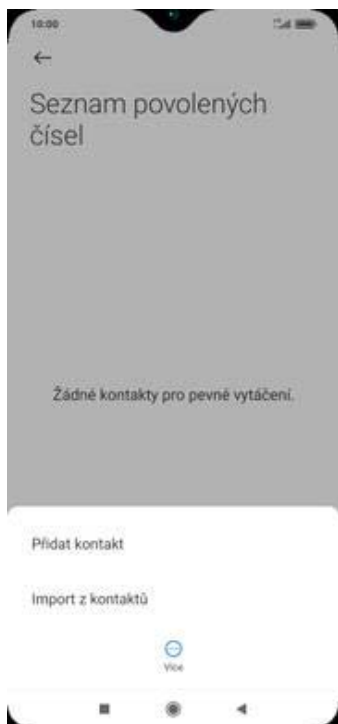 10:00
Seznam povolených
čísel
Žádné kontakty pro pevné vytáčení.
Přidat kontakt
Import z kontaktů
Více